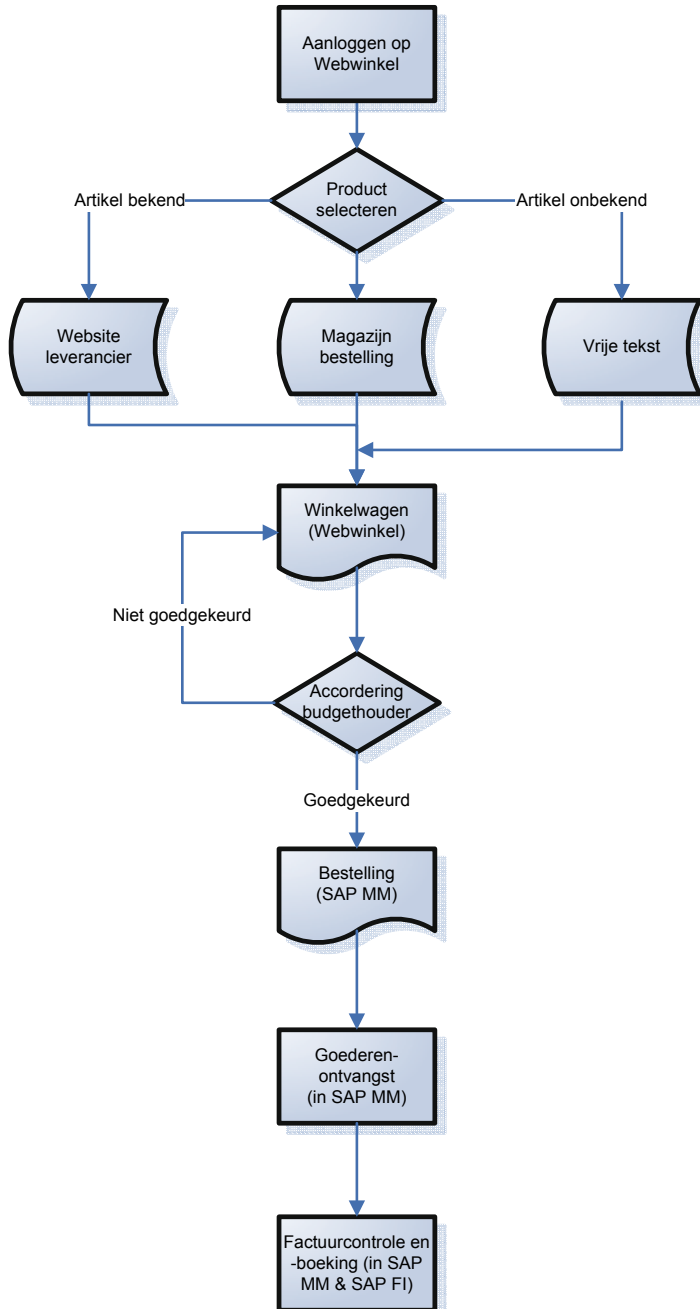 Aanloggen op
Webwinkel
Product
selecteren
Artikel bekend
Artikel onbekend
Website
leverancier
Magazijn
bestelling
Vrije tekst
Winkelwagen
(Webwinkel)
Niet goedgekeurd
Accordering
budgethouder
Goedgekeurd
Bestelling
(SAP MM)
Goederen-
ontvangst
(in SAP MM)
Factuurcontrole en
-boeking (in SAP
MM & SAP FI)